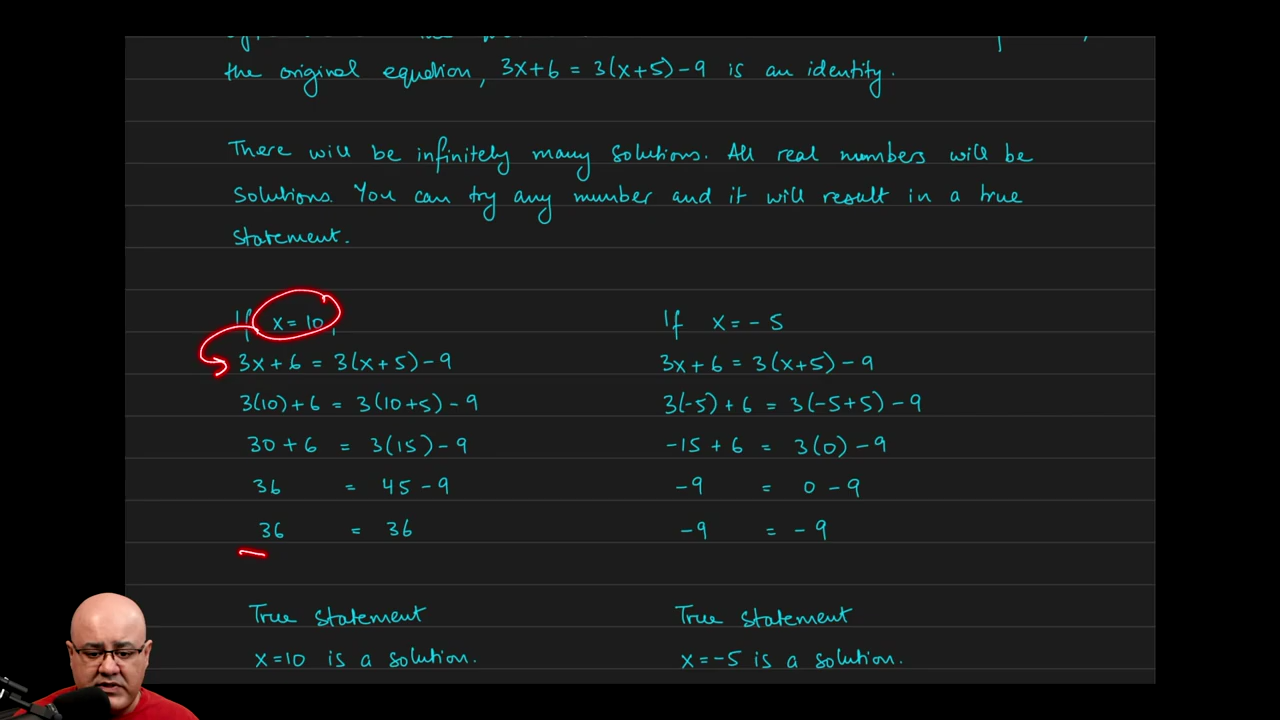 the original equation, 3x+6 = 3(x+5)-9 is an identity.
There will be infinitely many solutions. All real numbers will be
solutions. You can try any number and it will result in a true
statement.
If x = 10,
3x+6 = 3(x+5)-9
3(10)+6 = 3(10+5)-9
30+6 = 3(15)-9
36 = 45-9
36 = 36
True statement
x=10 is a solution.
If x = -5
3x+6 = 3(x+5)-9
3(-5)+6 = 3(-5+5)-9
-15+6 = 3(0)-9
-9 = 0-9
-9 = -9
True statement
x=-5 is a solution.